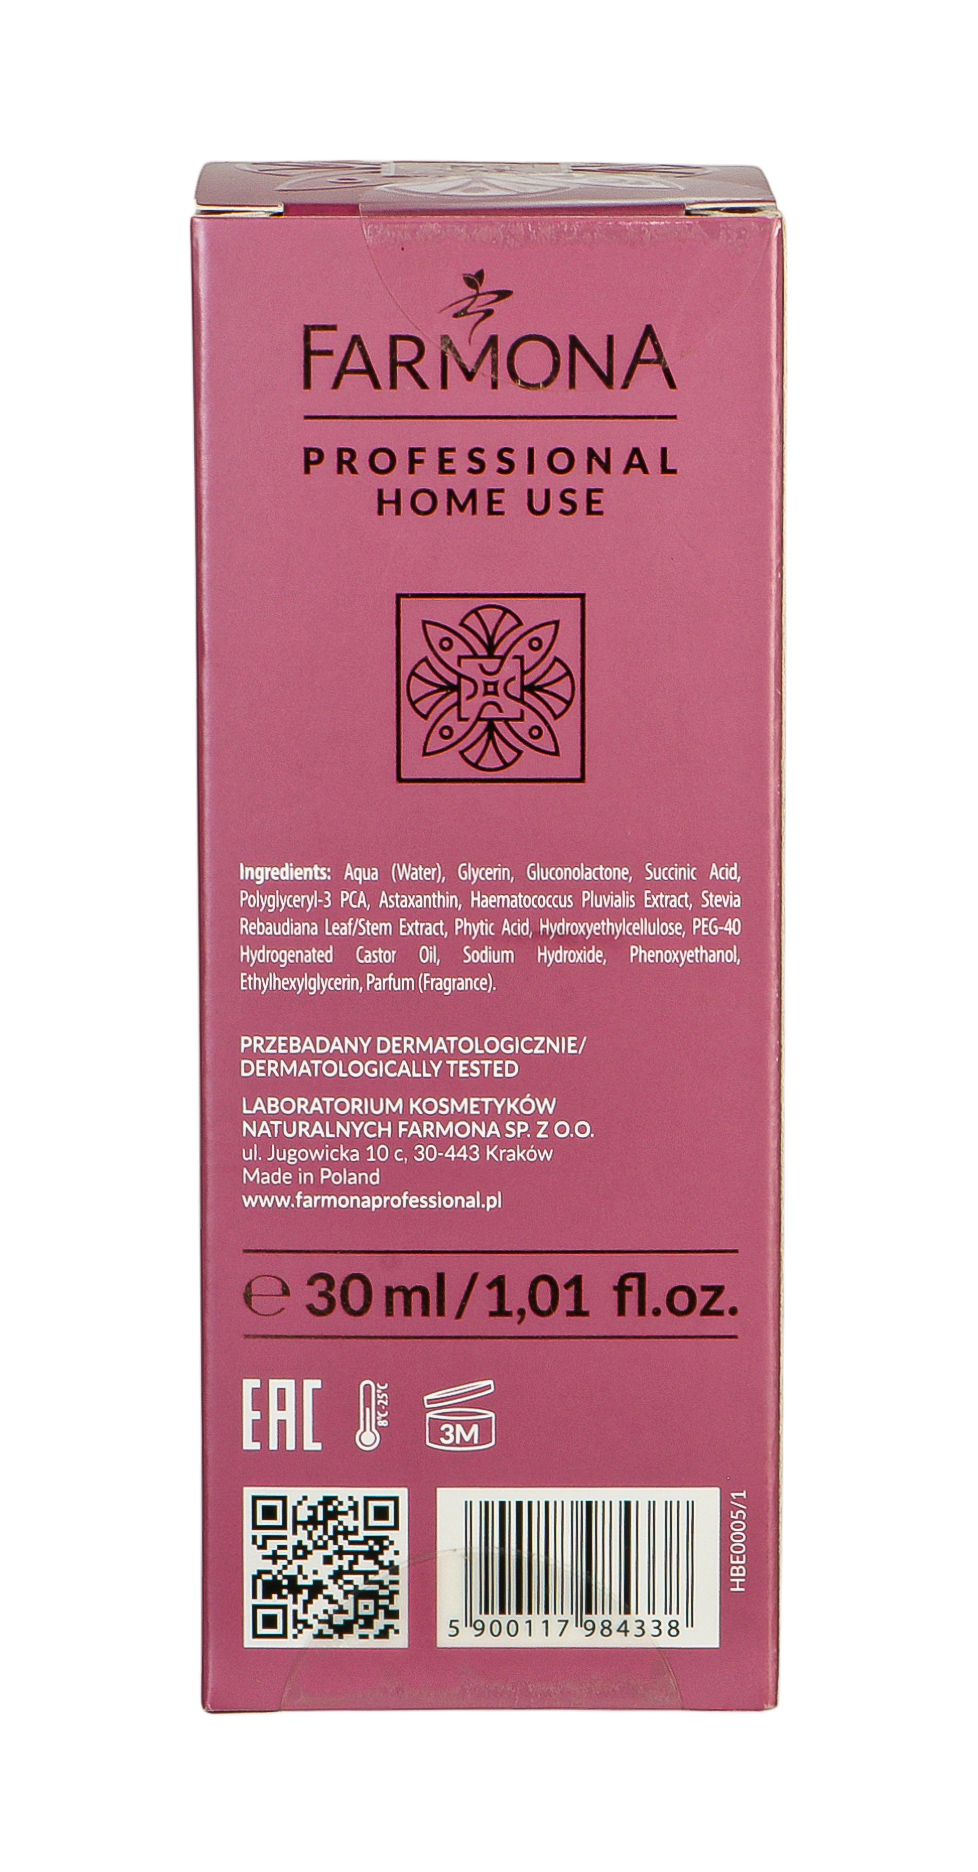 FARMONA
PROFESSIONAL
HOME USE
Ingredients: Aqua (Water), Glycerin, Gluconolactone, Succinic Acid,
Polyglyceryl-3 PCA, Astaxanthin, Haematococcus Pluvialis Extract, Stevia
Rebaudiana Leaf/Stem Extract, Phytic Acid, Hydroxyethylcellulose, PEG-40
Hydrogenated Castor Oil, Sodium Hydroxide, Phenoxyethanol,
Ethylhexylglycerin, Parfum (Fragrance).
PRZEBADANY DERMATOLOGICZNIE/
DERMATOLOGICALLY TESTED
LABORATORIUM KOSMETYKÓW
NATURALNYCH FARMONA SP. Z O.O.
ul. Jugowicka 10 c, 30-443 Kraków
Made in Poland
www.farmonaprofessional.pl
℮ 30 ml/1,01 fl.oz.
EAC
8°C-25°C
3M
HBE0005/1
5 900117 984338